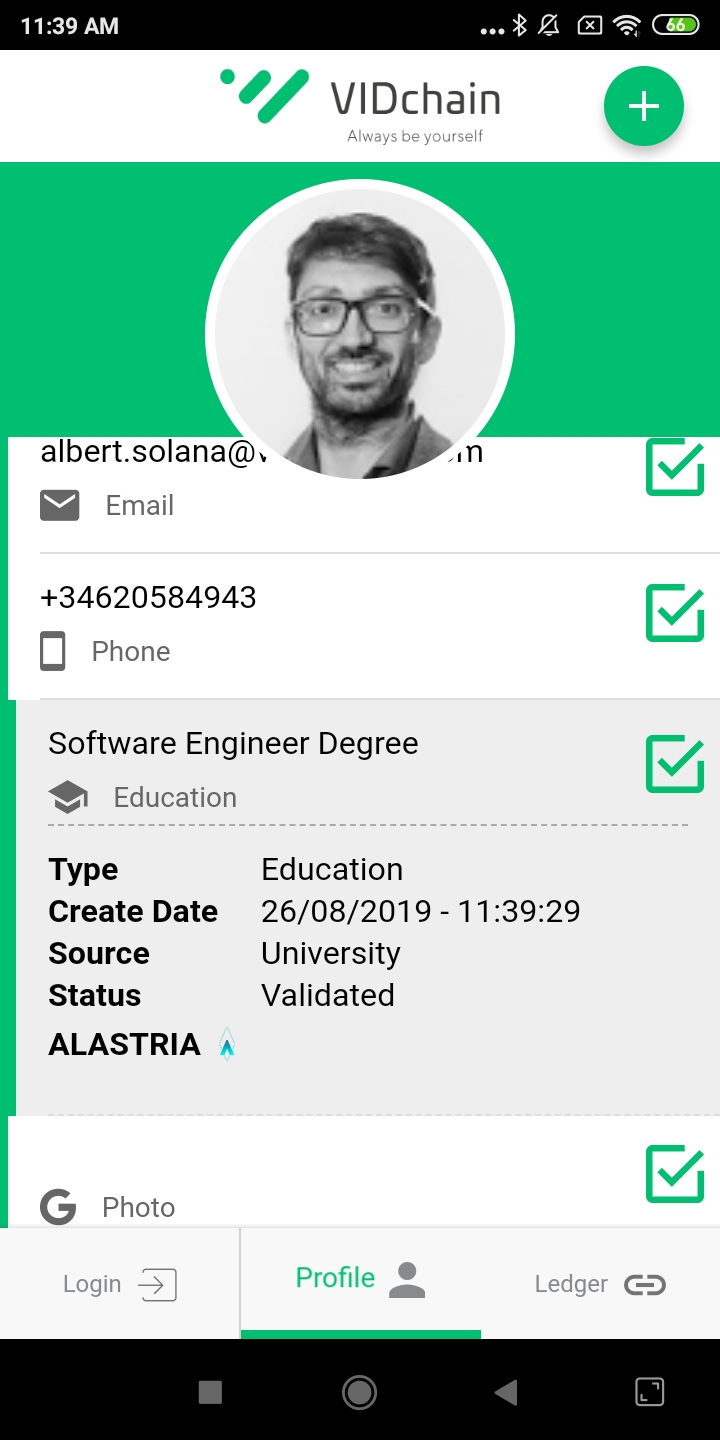 11:39 AM
66
VIDchain
Always be yourself
albert.solana@
Email
+34620584943
Phone
Software Engineer Degree
Education
Type Education
Create Date 26/08/2019 - 11:39:29
Source University
Status Validated
ALASTRIA
G Photo
Login Profile Ledger